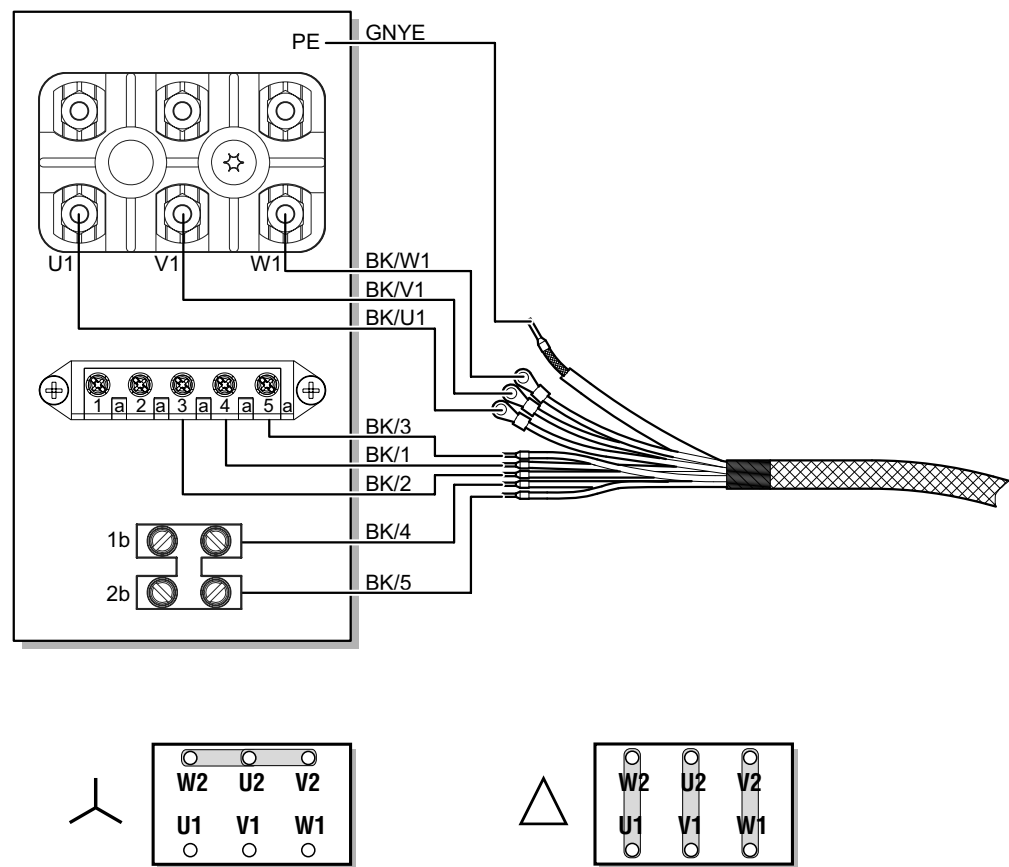 PE GNYE
U1 V1 W1
BK/W1
BK/V1
BK/U1
1 a 2 a 3 a 4 a 5 a
BK/3
BK/1
BK/2
1b BK/4
2b BK/5
W2 U2 V2
U1 V1 W1
W2 U2 V2
U1 V1 W1